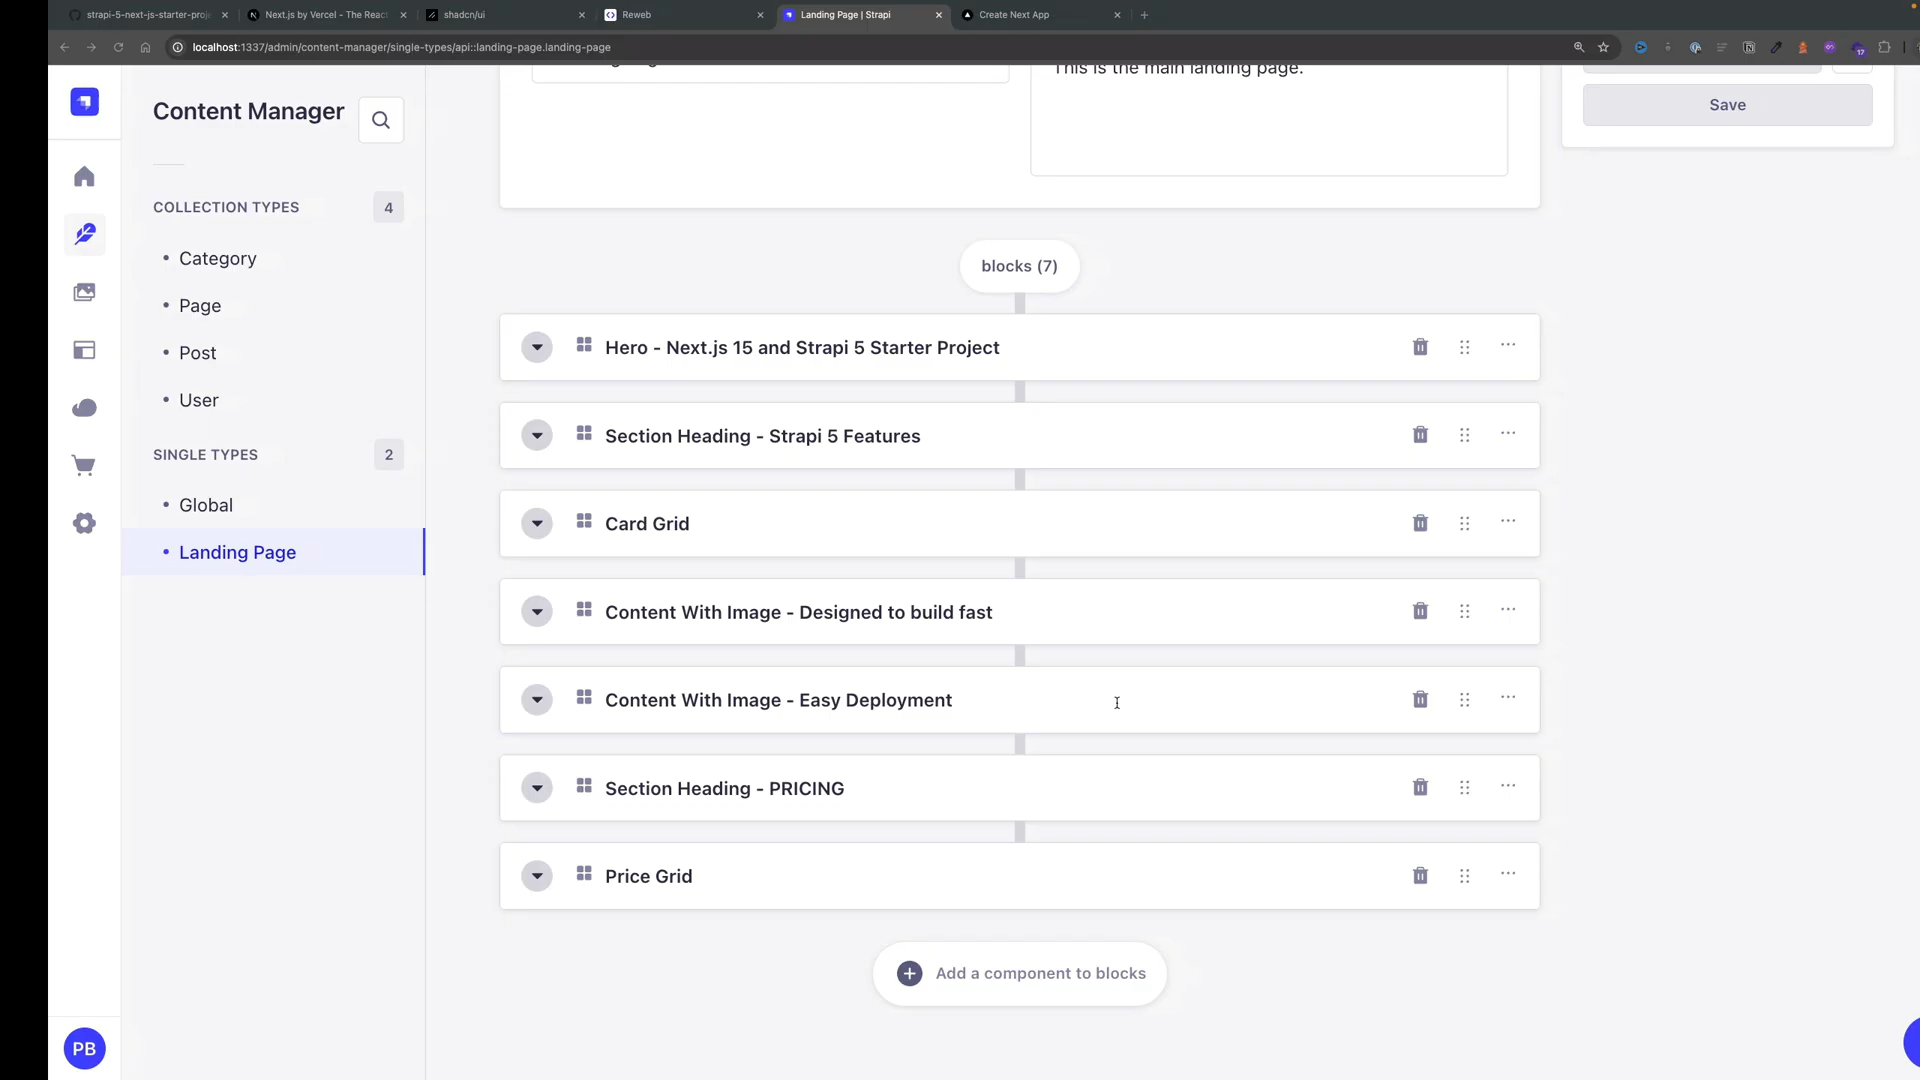 strapi-5-next-js-starter-proje
Next.js by Vercel - The React
shadcn/ui
Reweb
Landing Page | Strapi
Create Next App
localhost:1337/admin/content-manager/single-types/api::landing-page.landing-page
17
Content Manager
COLLECTION TYPES
4
Category
Page
Post
User
SINGLE TYPES
2
Global
Landing Page
PB
This is the main landing page.
Save
blocks (7)
Hero - Next.js 15 and Strapi 5 Starter Project
Section Heading - Strapi 5 Features
Card Grid
Content With Image - Designed to build fast
Content With Image - Easy Deployment
Section Heading - PRICING
Price Grid
Add a component to blocks